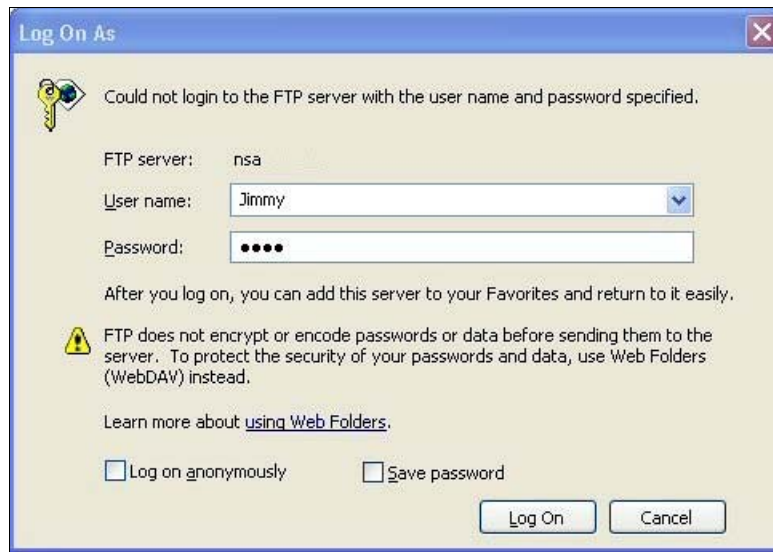 Log On As
Could not login to the FTP server with the user name and password specified.
FTP server: nsa
User name: Jimmy
Password: ●●●●
After you log on, you can add this server to your Favorites and return to it easily.
FTP does not encrypt or encode passwords or data before sending them to the
server. To protect the security of your passwords and data, use Web Folders
(WebDAV) instead.
Learn more about using Web Folders.
Log on anonymously Save password
Log On Cancel